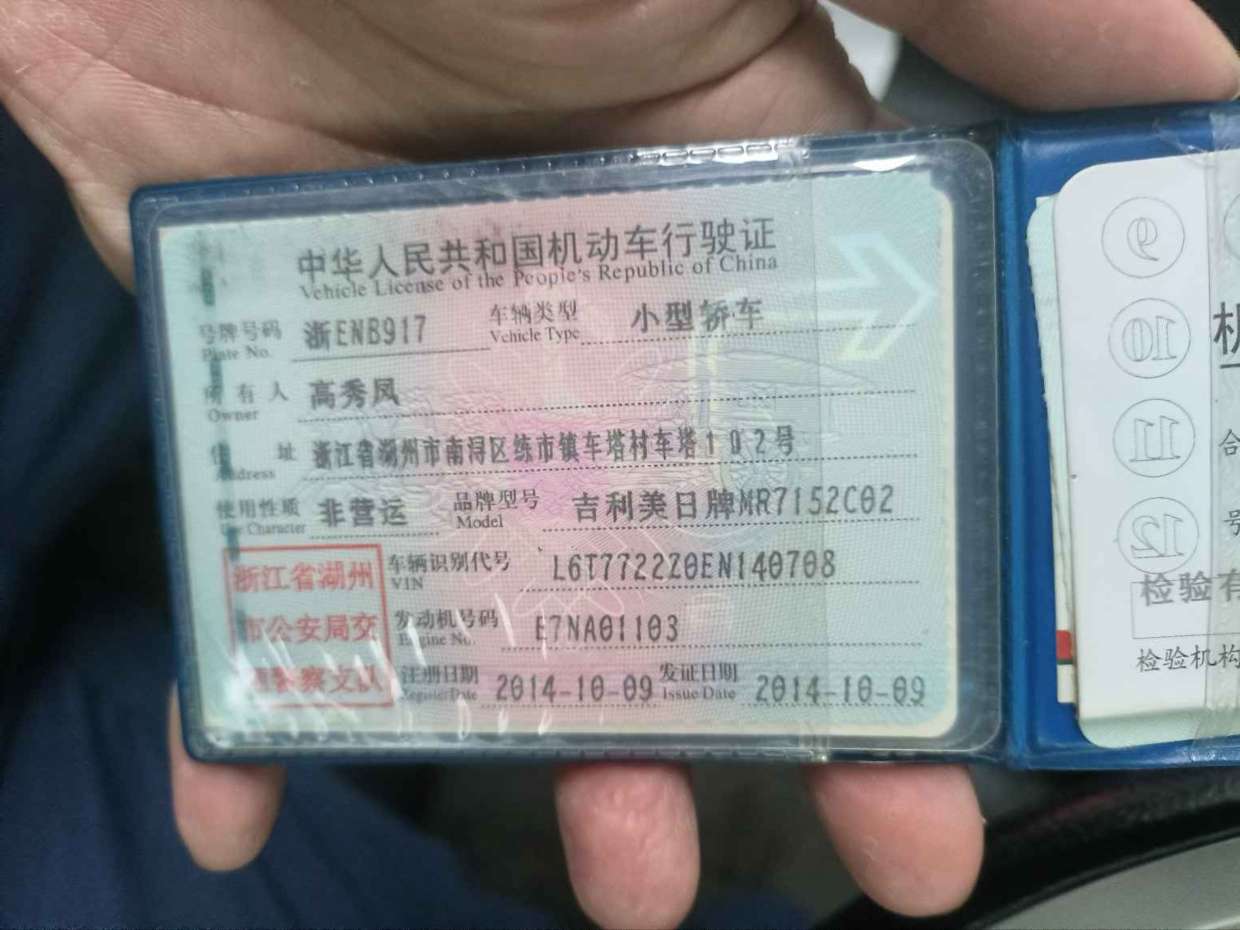 中华人民共和国机动车行驶证
Vehicle License of the People's Republic of China
号牌号码 浙ENB917 车辆类型 小型轿车
Plate No. Vehicle Type
所有人 高秀凤
Owner
住址 浙江省湖州市南浔区练市镇车塔村车塔102号
Address
使用性质 非营运 品牌型号 吉利美日牌MR7152C02
Use Character Model
车辆识别代号 L6T7722Z0EN140708
VIN
发动机号码 E7NA01103
Engine No.
注册日期 2014-10-09 发证日期 2014-10-09
Register Date Issue Date
浙江省湖州
市公安局交
警察支队
9
10
11
12
机
合
号
检验有
检验机构